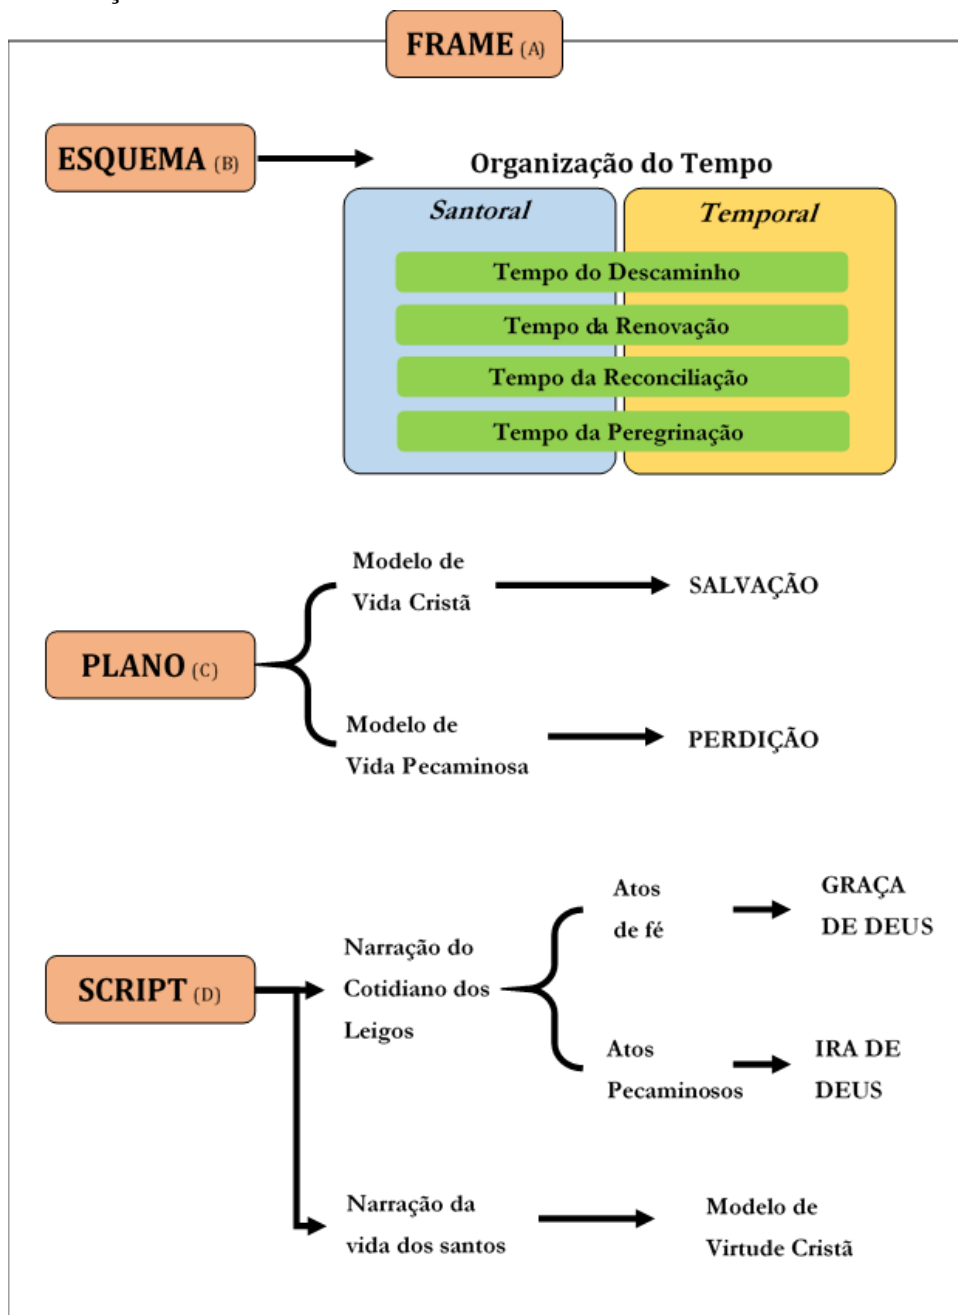 FRAME (A)
ESQUEMA (B)
Organização do Tempo
Santoral
Temporal
Tempo do Descaminho
Tempo da Renovação
Tempo da Reconciliação
Tempo da Peregrinação
PLANO (C)
Modelo de
Vida Cristã
SALVAÇÃO
Modelo de
Vida Pecaminosa
PERDIÇÃO
SCRIPT (D)
Narração do
Cotidiano dos
Leigos
Atos
de fé
GRAÇA
DE DEUS
Atos
Pecaminosos
IRA DE
DEUS
Narração da
vida dos santos
Modelo de
Virtude Cristã